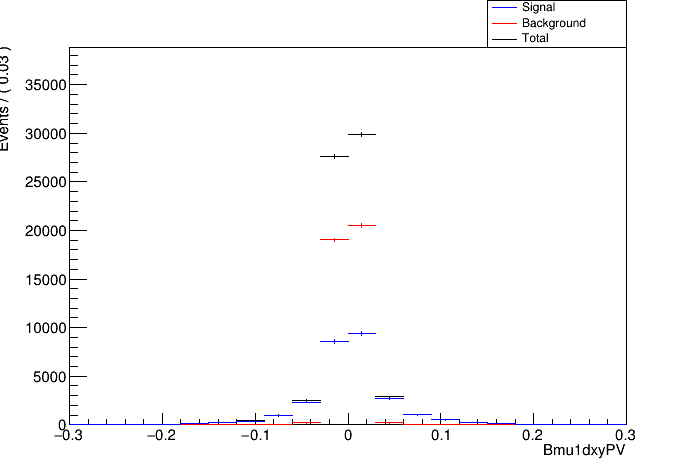 Signal
Background
Total
Events / ( 0.03 )
35000
30000
25000
20000
15000
10000
5000
0
−0.3 −0.2 −0.1 0 0.1 0.2 0.3
Bmu1dxyPV